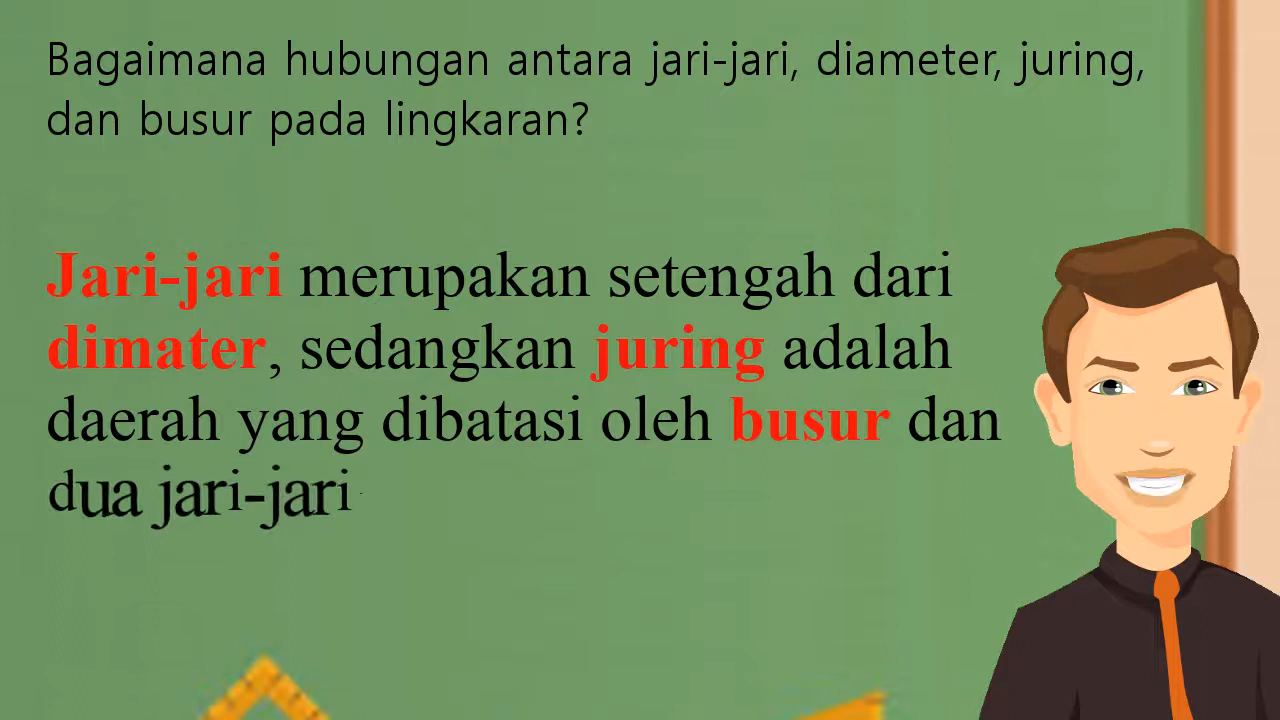 Bagaimana hubungan antara jari-jari, diameter, juring,
dan busur pada lingkaran?
Jari-jari merupakan setengah dari
dimater, sedangkan juring adalah
daerah yang dibatasi oleh busur dan
dua jari-jari.